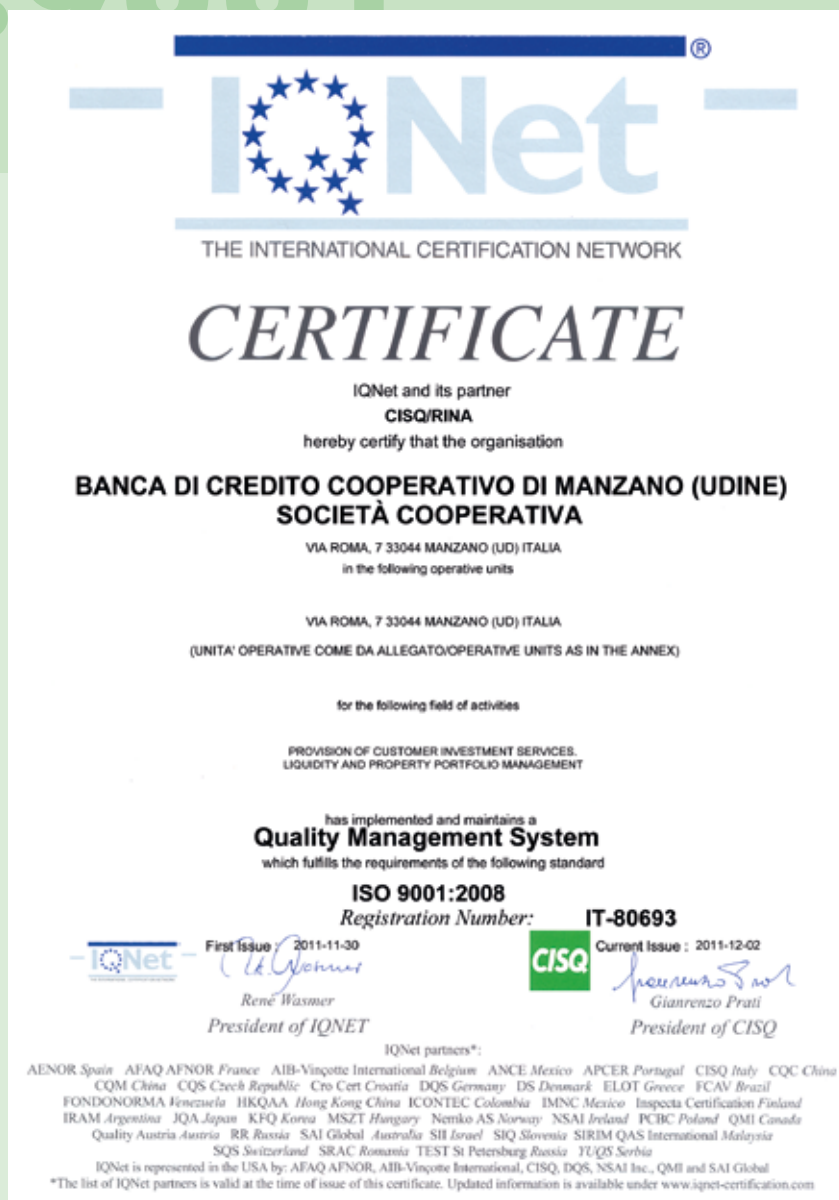 IQNet ®
THE INTERNATIONAL CERTIFICATION NETWORK
CERTIFICATE
IQNet and its partner
CISQ/RINA
hereby certify that the organisation
BANCA DI CREDITO COOPERATIVO DI MANZANO (UDINE)
SOCIETÀ COOPERATIVA
VIA ROMA, 7 33044 MANZANO (UD) ITALIA
in the following operative units
VIA ROMA, 7 33044 MANZANO (UD) ITALIA
(UNITA' OPERATIVE COME DA ALLEGATO/OPERATIVE UNITS AS IN THE ANNEX)
for the following field of activities
PROVISION OF CUSTOMER INVESTMENT SERVICES.
LIQUIDITY AND PROPERTY PORTFOLIO MANAGEMENT
has implemented and maintains a
Quality Management System
which fulfills the requirements of the following standard
ISO 9001:2008
Registration Number: IT-80693
IQNet
First Issue : 2011-11-30
CISQ
Current Issue : 2011-12-02
René Wasmer
Gianrenzo Prati
President of IQNET
President of CISQ
IQNet partners*:
AENOR Spain AFAQ AFNOR France AIB-Vinçotte International Belgium ANCE Mexico APCER Portugal CISQ Italy CQC China
CQM China CQS Czech Republic Cro Cert Croatia DQS Germany DS Denmark ELOT Greece FCAV Brazil
FONDONORMA Venezuela HKQAA Hong Kong China ICONTEC Colombia IMNC Mexico Inspecta Certification Finland
IRAM Argentina JQA Japan KFQ Korea MSZT Hungary Nemko AS Norway NSAI Ireland PCBC Poland QMI Canada
Quality Austria Austria RR Russia SAI Global Australia SII Israel SIQ Slovenia SIRIM QAS International Malaysia
SQS Switzerland SRAC Romania TEST St Petersburg Russia YUQS Serbia
IQNet is represented in the USA by: AFAQ AFNOR, AIB-Vinçotte International, CISQ, DQS, NSAI Inc., QMI and SAI Global
*The list of IQNet partners is valid at the time of issue of this certificate. Updated information is available under www.iqnet-certification.com